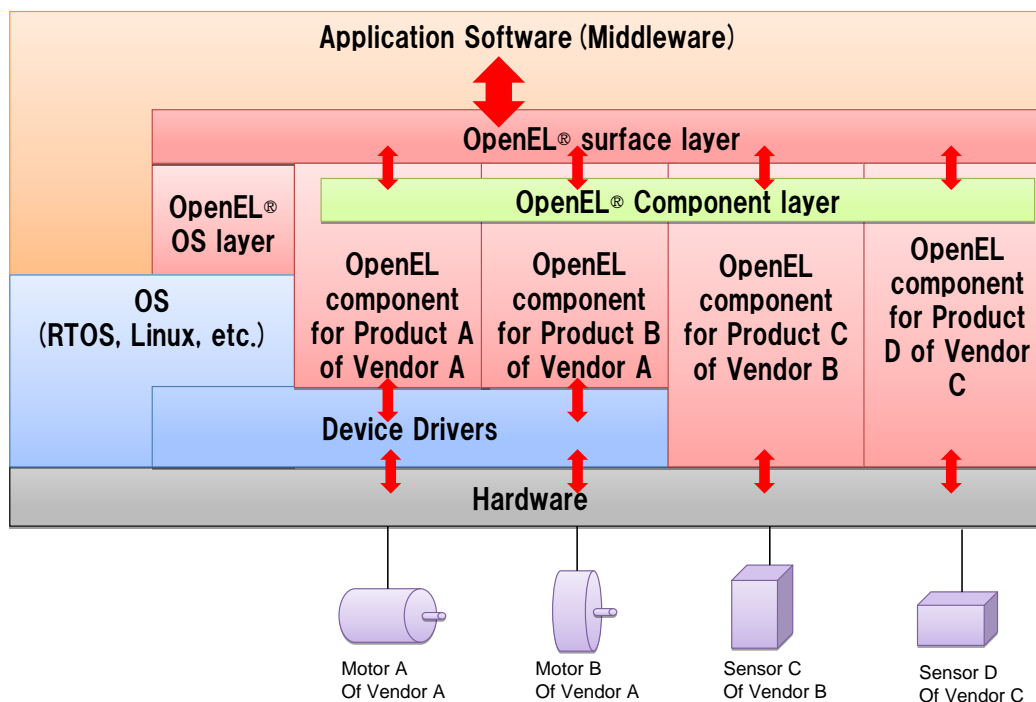 Application Software (Middleware)
OpenEL® surface layer
OpenEL®
OS layer
OpenEL® Component layer
OS
(RTOS, Linux, etc.)
OpenEL
component
for Product A
of Vendor A
OpenEL
component
for Product B
of Vendor A
OpenEL
component
for Product C
of Vendor B
OpenEL
component
for Product
D of Vendor
C
Device Drivers
Hardware
Motor A
Of Vendor A
Motor B
Of Vendor A
Sensor C
Of Vendor B
Sensor D
Of Vendor C